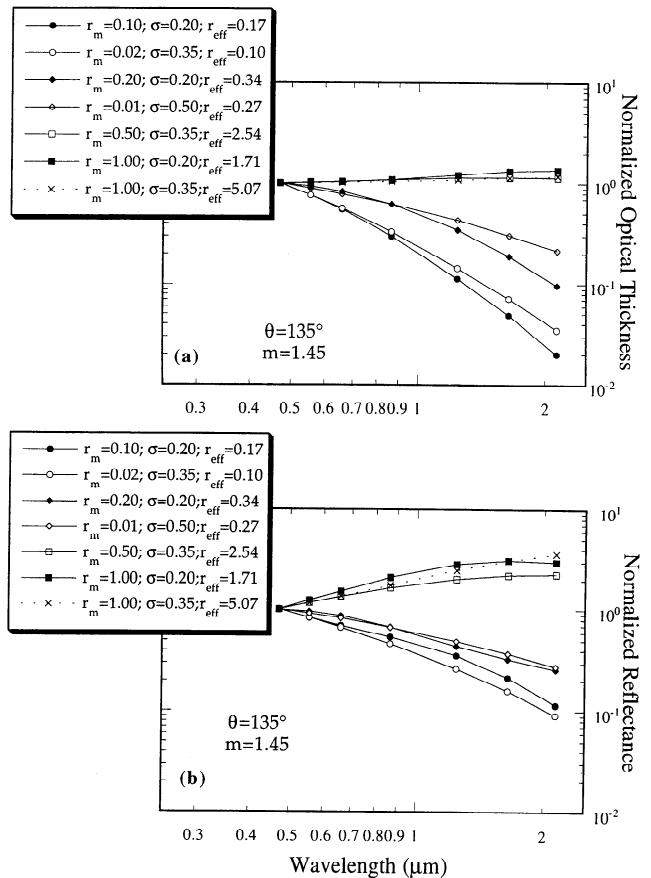 r_m=0.10; σ=0.20; r_eff=0.17
r_m=0.02; σ=0.35; r_eff=0.10
r_m=0.20; σ=0.20;r_eff=0.34
r_m=0.01; σ=0.50;r_eff=0.27
r_m=0.50; σ=0.35;r_eff=2.54
r_m=1.00; σ=0.20;r_eff=1.71
r_m=1.00; σ=0.35;r_eff=5.07
10^1
10^0
10^-1
10^-2
Normalized Optical Thickness
θ=135°
m=1.45
(a)
0.3 0.4 0.5 0.6 0.7 0.8 0.9 1 2
r_m=0.10; σ=0.20; r_eff=0.17
r_m=0.02; σ=0.35; r_eff=0.10
r_m=0.20; σ=0.20;r_eff=0.34
r_m=0.01; σ=0.50;r_eff=0.27
r_m=0.50; σ=0.35;r_eff=2.54
r_m=1.00; σ=0.20;r_eff=1.71
r_m=1.00; σ=0.35;r_eff=5.07
10^1
10^0
10^-1
10^-2
Normalized Reflectance
θ=135°
m=1.45
(b)
0.3 0.4 0.5 0.6 0.7 0.8 0.9 1 2
Wavelength (μm)